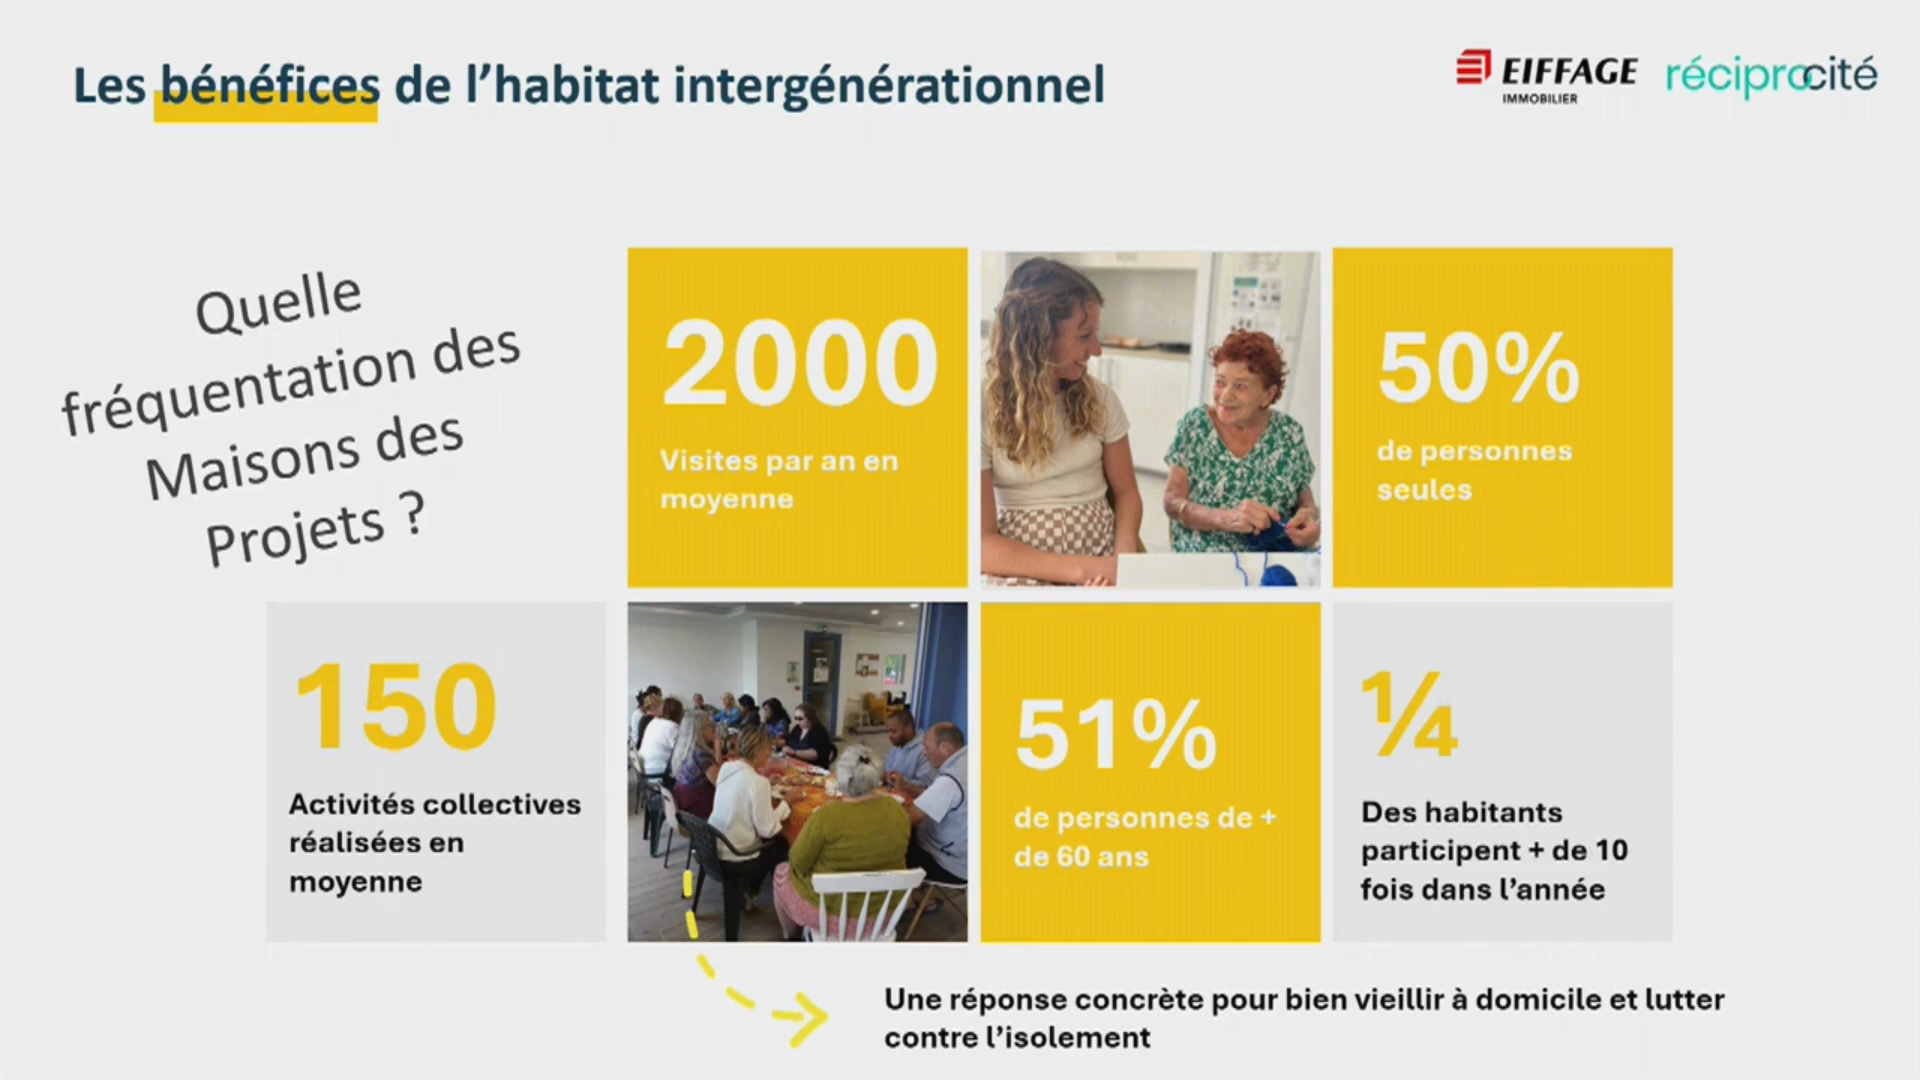 Les bénéfices de l’habitat intergénérationnel
EIFFAGE
IMMOBILIER
réciprocité
Quelle
fréquentation des
Maisons des
Projets ?
2000
Visites par an en
moyenne
50%
de personnes
seules
150
Activités collectives
réalisées en
moyenne
51%
de personnes de +
de 60 ans
¼
Des habitants
participent + de 10
fois dans l’année
Une réponse concrète pour bien vieillir à domicile et lutter
contre l’isolement